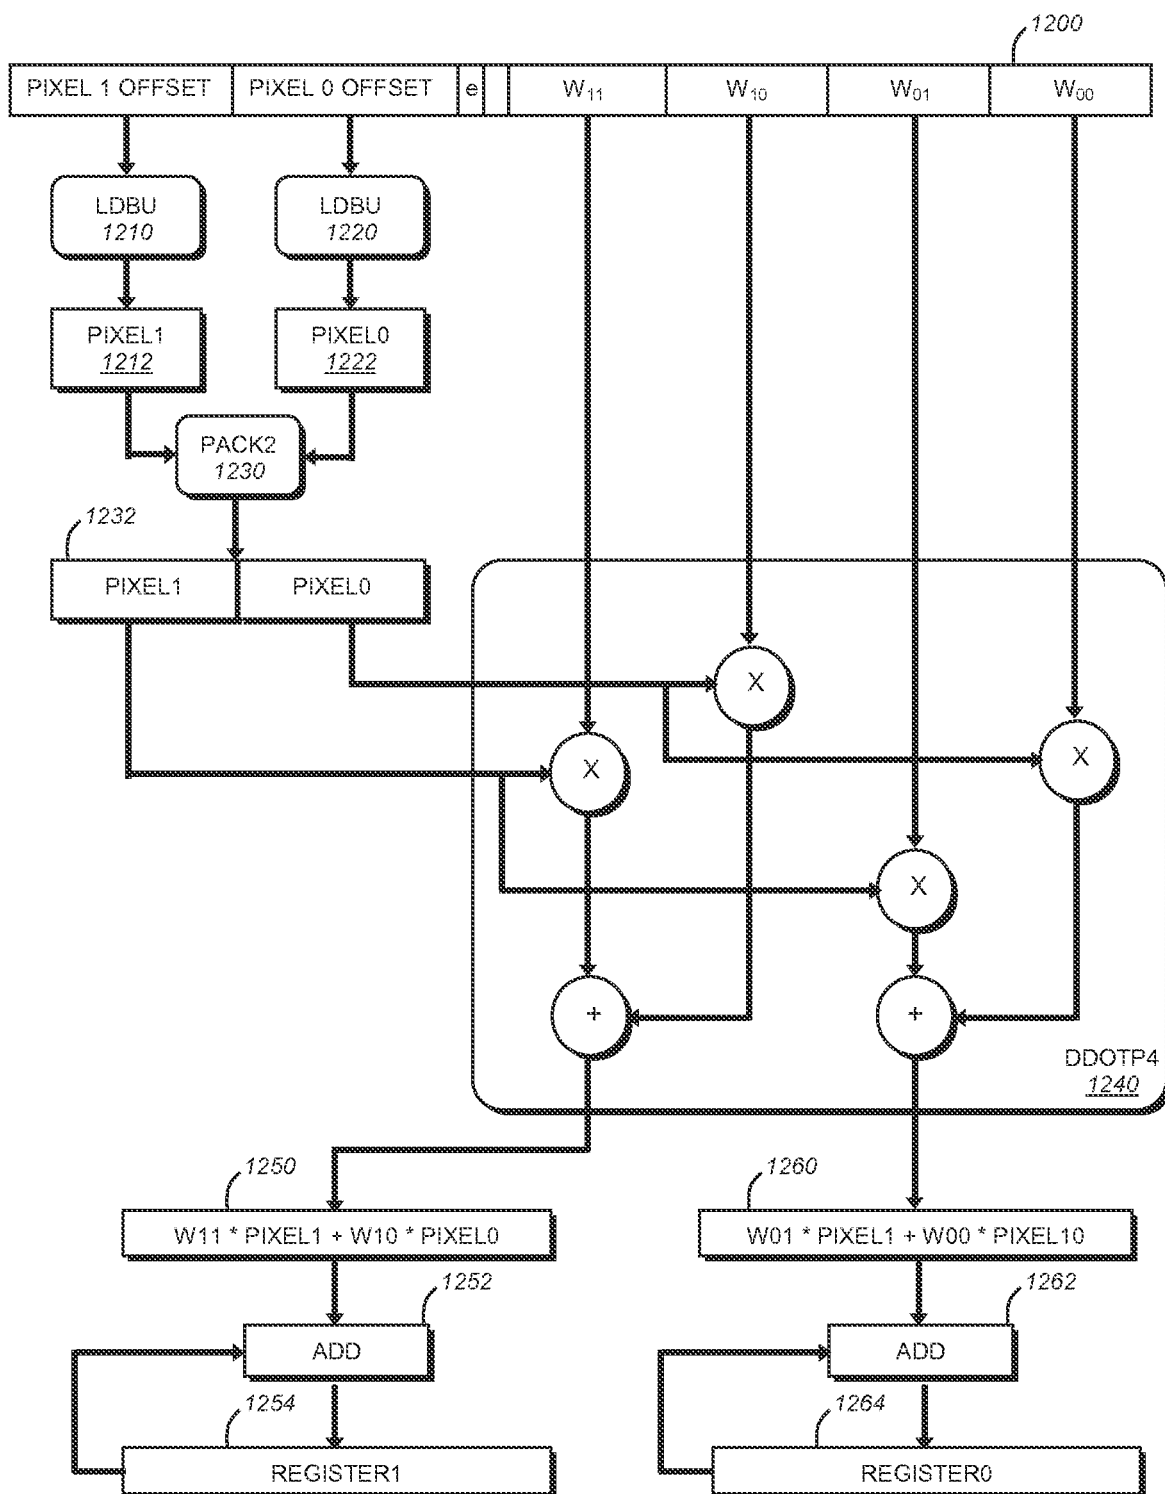 1200
PIXEL 1 OFFSET PIXEL 0 OFFSET e W11 W10 W01 W00
LDBU LDBU
1210 1220
PIXEL1 PIXEL0
1212 1222
PACK2
1230
1232
PIXEL1 PIXEL0
X
X X
X
+ +
DDOTP4
1240
1250 1260
W11 * PIXEL1 + W10 * PIXEL0 W01 * PIXEL1 + W00 * PIXEL10
1252 1262
ADD ADD
1254 1264
REGISTER1 REGISTER0